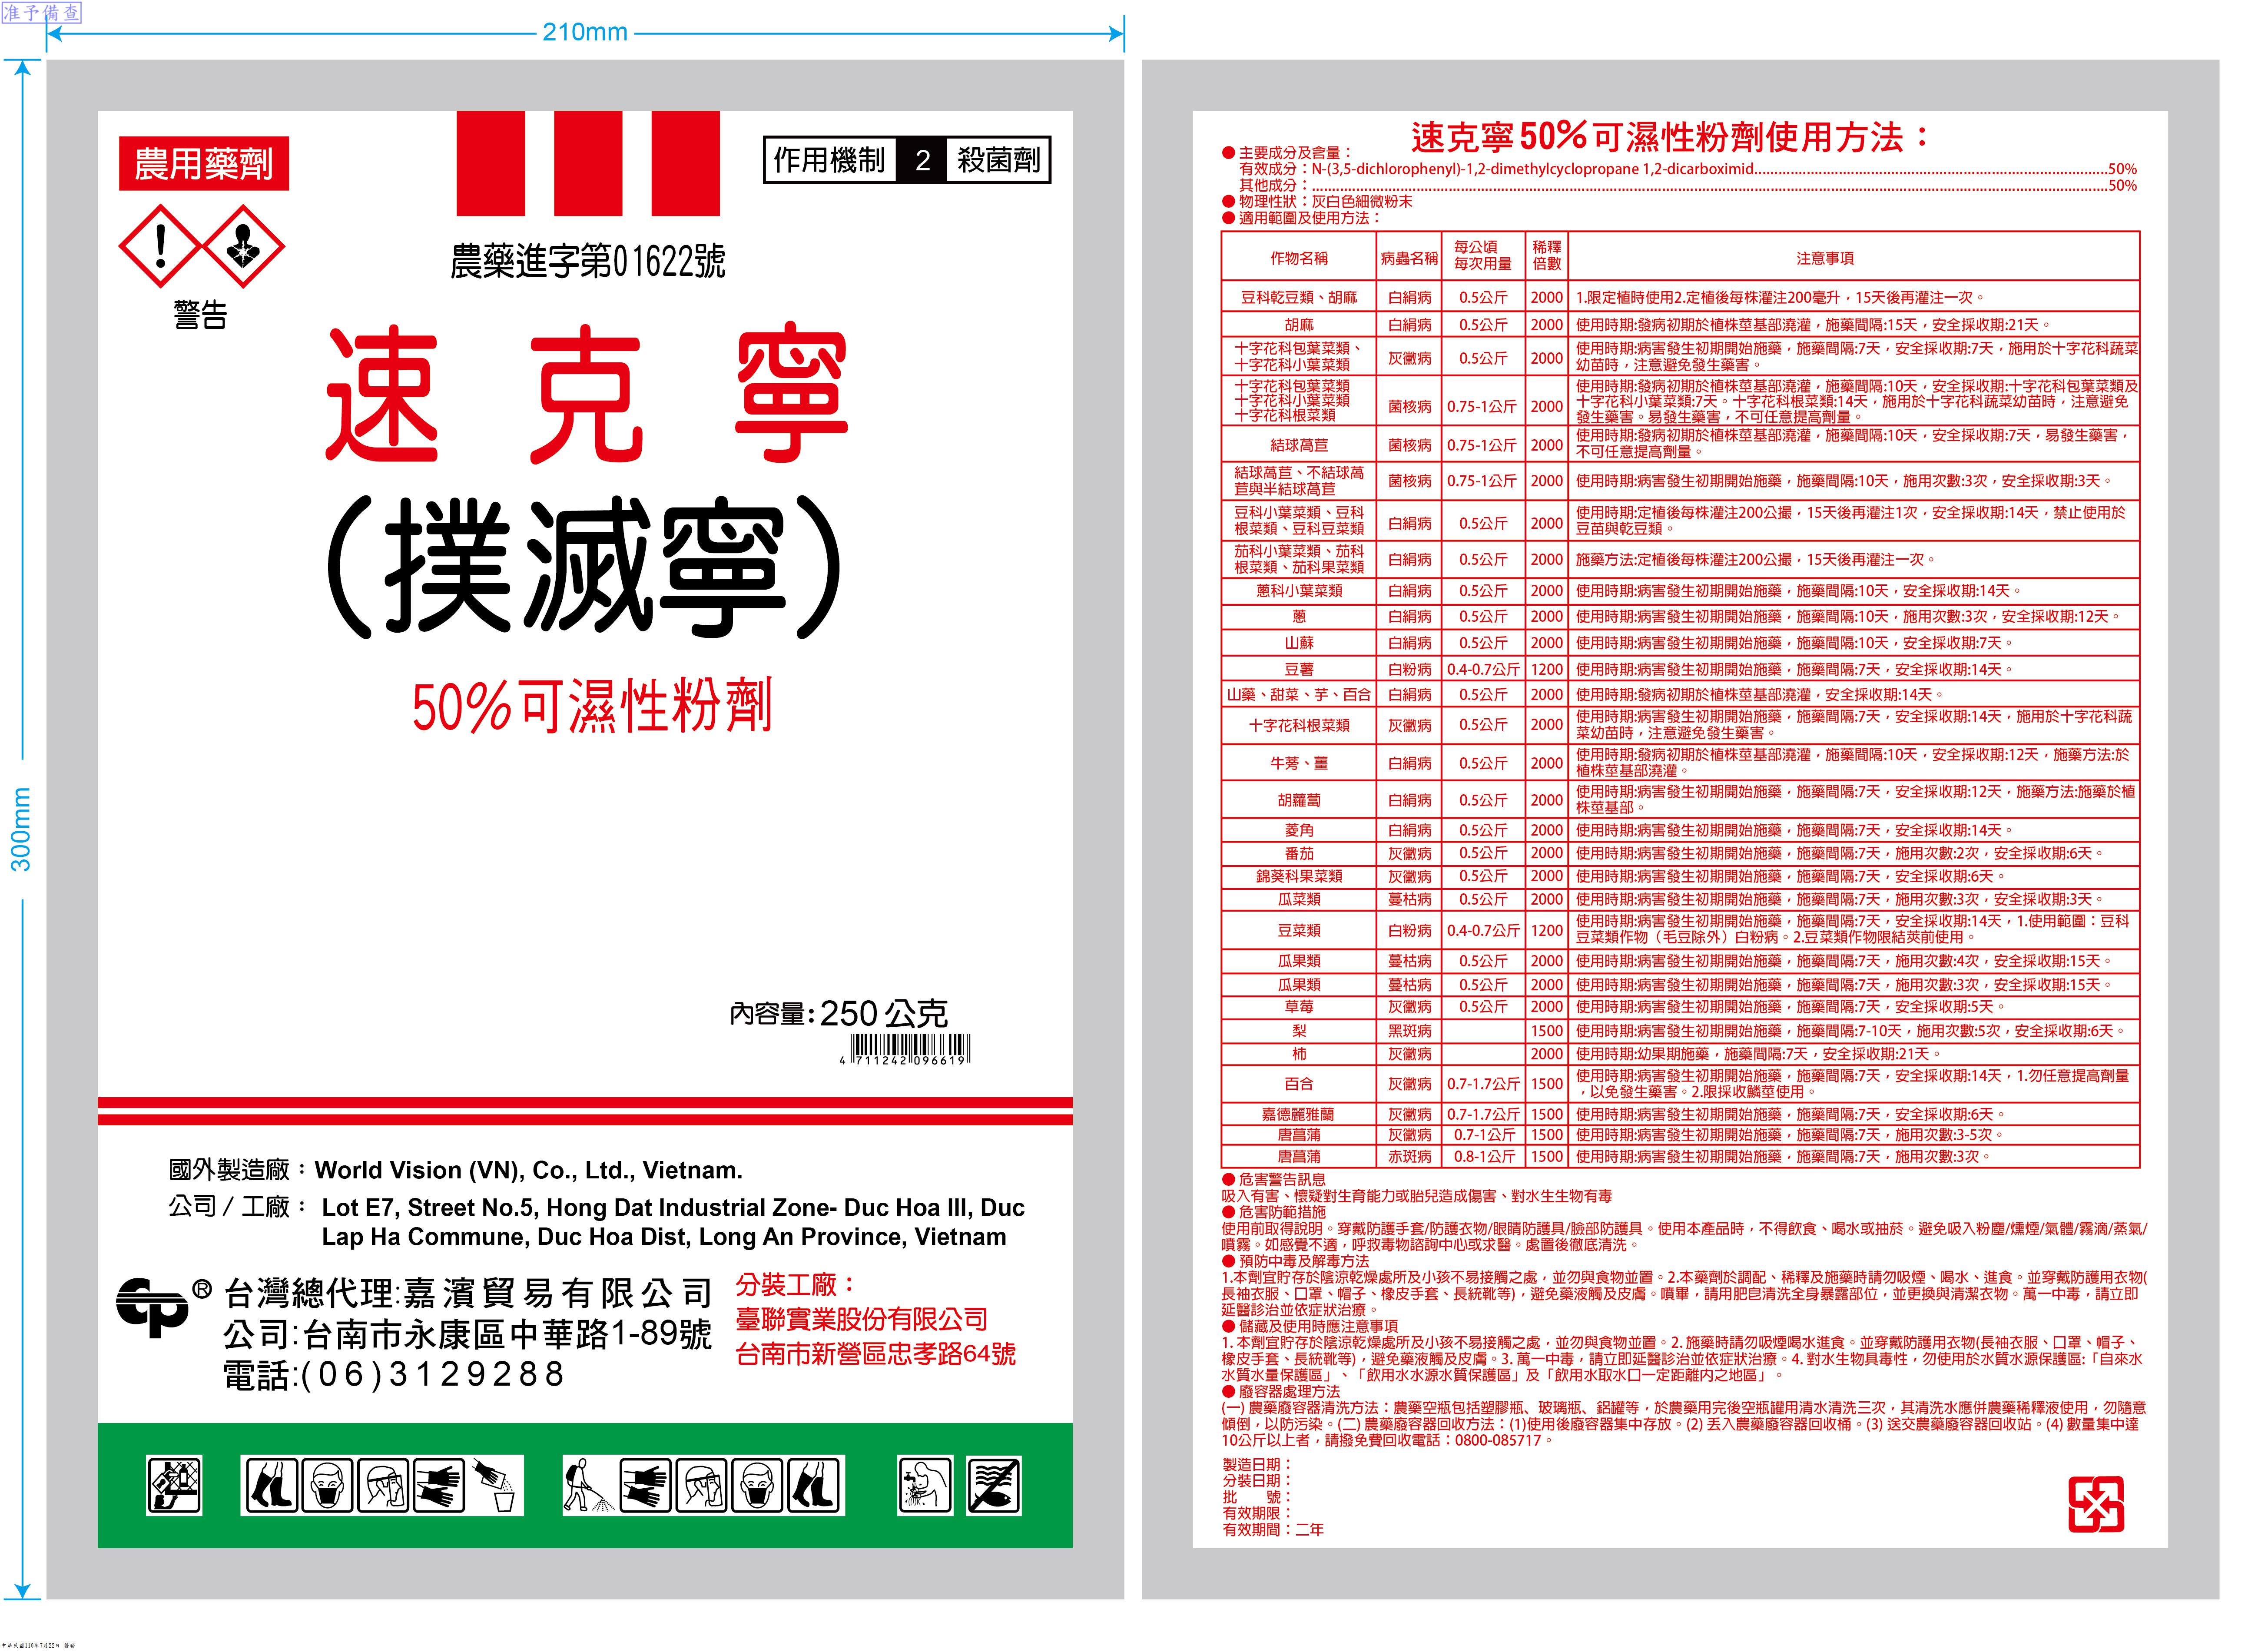 准予備查
210mm
300mm
農用藥劑
作用機制 2 殺菌劑
警告
農藥進字第01622號
速克寧
(撲滅寧)
50%可濕性粉劑
內容量:250公克
4 711242 096619
國外製造廠：World Vision (VN), Co., Ltd., Vietnam.
公司/工廠： Lot E7, Street No.5, Hong Dat Industrial Zone- Duc Hoa III, Duc
Lap Ha Commune, Duc Hoa Dist, Long An Province, Vietnam
CP ® 台灣總代理:嘉濱貿易有限公司
公司:台南市永康區中華路1-89號
電話:(06)3129288
分裝工廠：
臺聯實業股份有限公司
台南市新營區忠孝路64號
速克寧50%可濕性粉劑使用方法：
● 主要成分及含量：
有效成分：N-(3,5-dichlorophenyl)-1,2-dimethylcyclopropane 1,2-dicarboximid....50%
其他成分：....50%
● 物理性狀：灰白色細微粉末
● 適用範圍及使用方法：
作物名稱 病蟲名稱 每公頃每次用量 稀釋倍數 注意事項
豆科乾豆類、胡麻 白絹病 0.5公斤 2000 1.限定植時使用2.定植後每株灌注200毫升，15天後再灌注一次。
胡麻 白絹病 0.5公斤 2000 使用時期:發病初期於植株莖基部澆灌，施藥間隔:15天，安全採收期:21天。
十字花科包葉菜類、十字花科小葉菜類 灰黴病 0.5公斤 2000 使用時期:病害發生初期開始施藥，施藥間隔:7天，安全採收期:7天，施用於十字花科蔬菜
幼苗時，注意避免發生藥害。
十字花科包葉菜類 十字花科小葉菜類 十字花科根菜類 菌核病 0.75-1公斤 2000 使用時期:發病初期於植株莖基部澆灌，施藥間隔:10天，安全採收期:十字花科包葉菜類及
十字花科小葉菜類:7天。十字花科根菜類:14天，施用於十字花科蔬菜幼苗時，注意避免
發生藥害。易發生藥害，不可任意提高劑量。
結球萵苣 菌核病 0.75-1公斤 2000 使用時期:發病初期於植株莖基部澆灌，施藥間隔:10天，安全採收期:7天，易發生藥害，
不可任意提高劑量。
結球萵苣、不結球萵苣與半結球萵苣 菌核病 0.75-1公斤 2000 使用時期:病害發生初期開始施藥，施藥間隔:10天，施用次數:3次，安全採收期:3天。
豆科小葉菜類、豆科根菜類、豆科豆菜類 白絹病 0.5公斤 2000 使用時期:定植後每株灌注200公撮，15天後再灌注1次，安全採收期:14天，禁止使用於
豆苗與乾豆類。
茄科小葉菜類、茄科根菜類、茄科果菜類 白絹病 0.5公斤 2000 施藥方法:定植後每株灌注200公撮，15天後再灌注一次。
蔥科小葉菜類 白絹病 0.5公斤 2000 使用時期:病害發生初期開始施藥，施藥間隔:10天，安全採收期:14天。
蔥 白絹病 0.5公斤 2000 使用時期:病害發生初期開始施藥，施藥間隔:10天，施用次數:3次，安全採收期:12天。
山蘇 白絹病 0.5公斤 2000 使用時期:病害發生初期開始施藥，施藥間隔:10天，安全採收期:7天。
豆薯 白粉病 0.4-0.7公斤 1200 使用時期:病害發生初期開始施藥，施藥間隔:7天，安全採收期:14天。
山藥、甜菜、芋、百合 白絹病 0.5公斤 2000 使用時期:發病初期於植株莖基部澆灌，安全採收期:14天。
十字花科根菜類 灰黴病 0.5公斤 2000 使用時期:病害發生初期開始施藥，施藥間隔:7天，安全採收期:14天，施用於十字花科蔬
菜幼苗時，注意避免發生藥害。
牛蒡、薑 白絹病 0.5公斤 2000 使用時期:發病初期於植株莖基部澆灌，施藥間隔:10天，安全採收期:12天，施藥方法:於
植株莖基部澆灌。
胡蘿蔔 白絹病 0.5公斤 2000 使用時期:病害發生初期開始施藥，施藥間隔:7天，安全採收期:12天，施藥方法:施藥於植
株莖基部。
菱角 白絹病 0.5公斤 2000 使用時期:病害發生初期開始施藥，施藥間隔:7天，安全採收期:14天。
番茄 灰黴病 0.5公斤 2000 使用時期:病害發生初期開始施藥，施藥間隔:7天，施用次數:2次，安全採收期:6天。
錦葵科果菜類 灰黴病 0.5公斤 2000 使用時期:病害發生初期開始施藥，施藥間隔:7天，安全採收期:6天。
瓜菜類 蔓枯病 0.5公斤 2000 使用時期:病害發生初期開始施藥，施藥間隔:7天，施用次數:3次，安全採收期:3天。
豆菜類 白粉病 0.4-0.7公斤 1200 使用時期:病害發生初期開始施藥，施藥間隔:7天，安全採收期:14天，1.使用範圍：豆科
豆菜類作物（毛豆除外）白粉病。2.豆菜類作物限結莢前使用。
瓜果類 蔓枯病 0.5公斤 2000 使用時期:病害發生初期開始施藥，施藥間隔:7天，施用次數:4次，安全採收期:15天。
瓜果類 蔓枯病 0.5公斤 2000 使用時期:病害發生初期開始施藥，施藥間隔:7天，施用次數:3次，安全採收期:15天。
草莓 灰黴病 0.5公斤 2000 使用時期:病害發生初期開始施藥，施藥間隔:7天，安全採收期:5天。
梨 黑斑病 1500 使用時期:病害發生初期開始施藥，施藥間隔:7-10天，施用次數:5次，安全採收期:6天。
柿 灰黴病 2000 使用時期:幼果期施藥，施藥間隔:7天，安全採收期:21天。
百合 灰黴病 0.7-1.7公斤 1500 使用時期:病害發生初期開始施藥，施藥間隔:7天，安全採收期:14天，1.勿任意提高劑量
，以免發生藥害。2.限採收鱗莖使用。
嘉德麗雅蘭 灰黴病 0.7-1.7公斤 1500 使用時期:病害發生初期開始施藥，施藥間隔:7天，安全採收期:6天。
唐菖蒲 灰黴病 0.7-1公斤 1500 使用時期:病害發生初期開始施藥，施藥間隔:7天，施用次數:3-5次。
唐菖蒲 赤斑病 0.8-1公斤 1500 使用時期:病害發生初期開始施藥，施藥間隔:7天，施用次數:3次。
● 危害警告訊息
吸入有害、懷疑對生育能力或胎兒造成傷害、對水生生物有毒
● 危害防範措施
使用前取得說明。穿戴防護手套/防護衣物/眼睛防護具/臉部防護具。使用本產品時，不得飲食、喝水或抽菸。避免吸入粉塵/燻煙/氣體/霧滴/蒸氣/
噴霧。如感覺不適，呼救毒物諮詢中心或求醫。處置後徹底清洗。
● 預防中毒及解毒方法
1.本劑宜貯存於陰涼乾燥處所及小孩不易接觸之處，並勿與食物並置。2.本藥劑於調配、稀釋及施藥時請勿吸煙、喝水、進食。並穿戴防護用衣物(
長袖衣服、口罩、帽子、橡皮手套、長統靴等)，避免藥液觸及皮膚。噴畢，請用肥皂清洗全身暴露部位，並更換與清潔衣物。萬一中毒，請立即
延醫診治並依症狀治療。
● 儲藏及使用時應注意事項
1. 本劑宜貯存於陰涼乾燥處所及小孩不易接觸之處，並勿與食物並置。2. 施藥時請勿吸煙喝水進食。並穿戴防護用衣物(長袖衣服、口罩、帽子、
橡皮手套、長統靴等)，避免藥液觸及皮膚。3. 萬一中毒，請立即延醫診治並依症狀治療。4. 對水生物具毒性，勿使用於水質水源保護區:「自來水
水質水量保護區」、「飲用水水源水質保護區」及「飲用水取水口一定距離內之地區」。
● 廢容器處理方法
(一) 農藥廢容器清洗方法：農藥空瓶包括塑膠瓶、玻璃瓶、鋁罐等，於農藥用完後空瓶罐用清水清洗三次，其清洗水應併農藥稀釋液使用，勿隨意
傾倒，以防污染。(二) 農藥廢容器回收方法：(1)使用後廢容器集中存放。(2) 丟入農藥廢容器回收桶。(3) 送交農藥廢容器回收站。(4) 數量集中達
10公斤以上者，請撥免費回收電話：0800-085717。
製造日期：
分裝日期：
批　號：
有效期限：
有效期間：二年